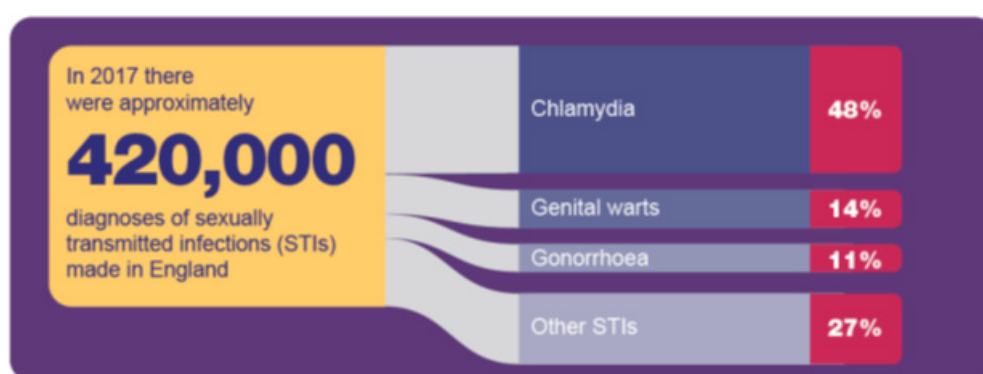 In 2017 there
were approximately
420,000
diagnoses of sexually
transmitted infections (STIs)
made in England
Chlamydia 48%
Genital warts 14%
Gonorrhoea 11%
Other STIs 27%